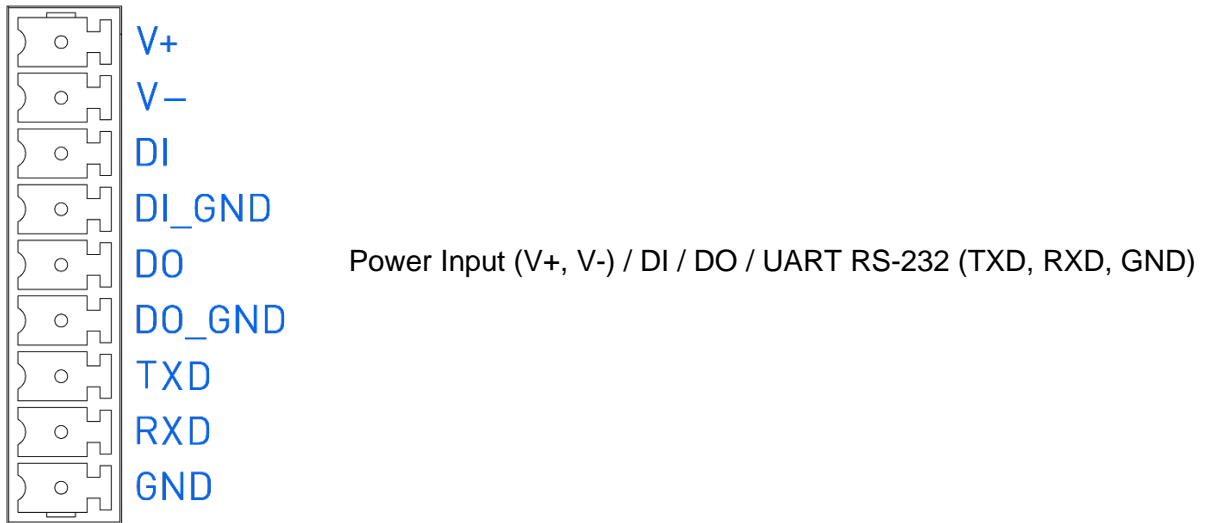 V+
V–
DI
DI_GND
DO
Power Input (V+, V-) / DI / DO / UART RS-232 (TXD, RXD, GND)
DO_GND
TXD
RXD
GND